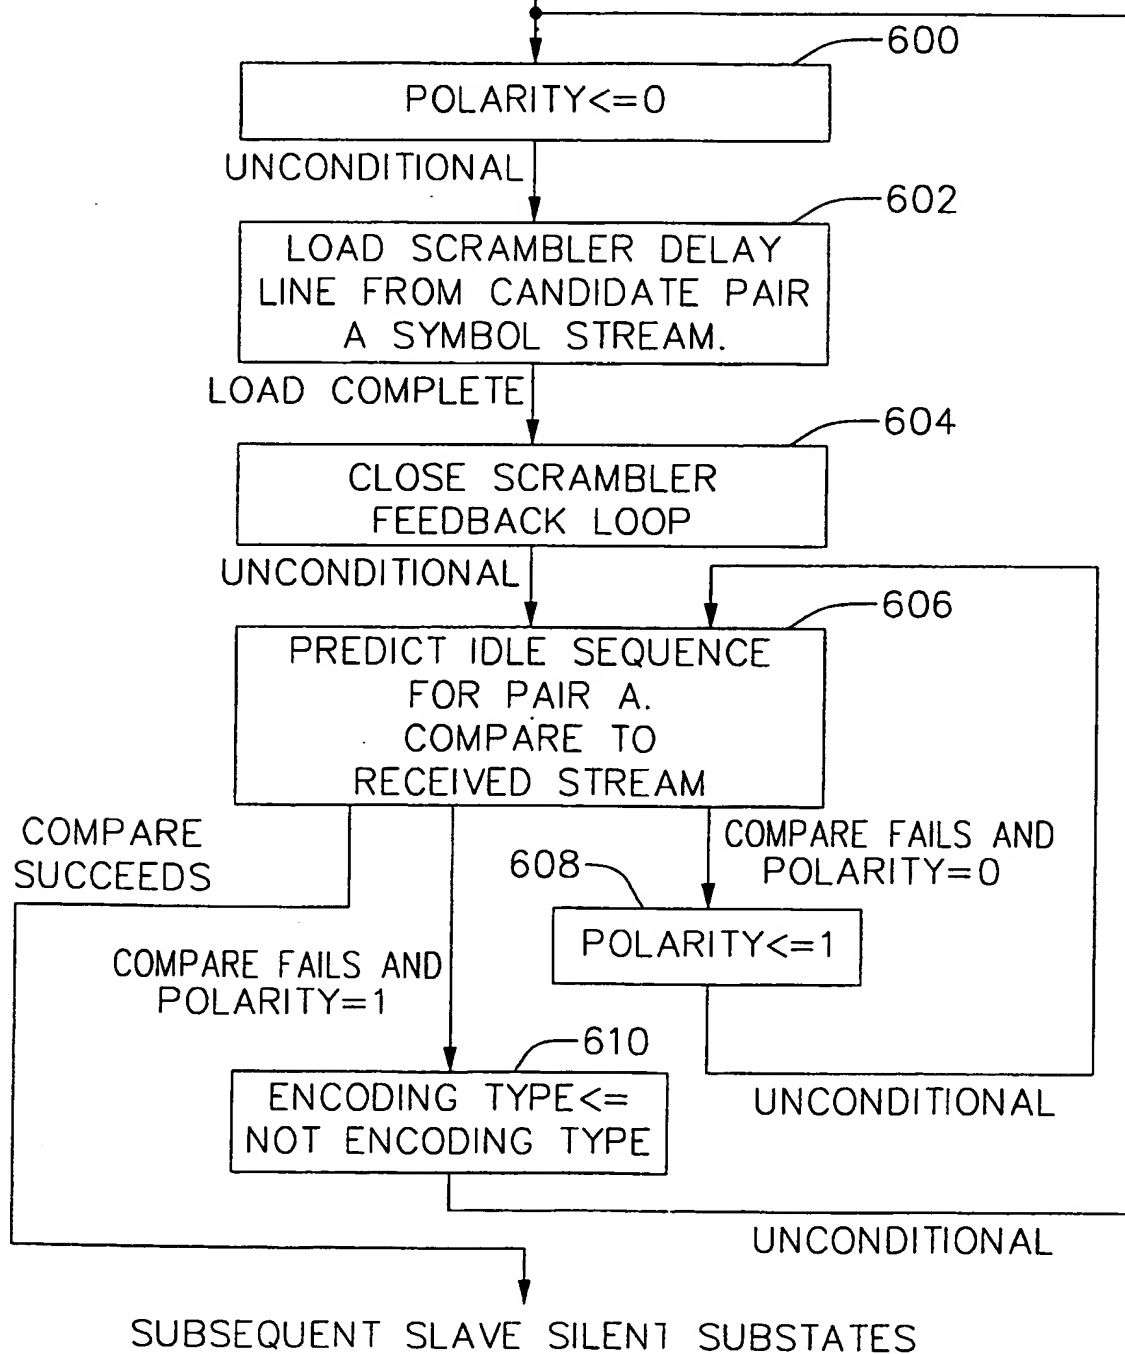 600
POLARITY<=0
UNCONDITIONAL
602
LOAD SCRAMBLER DELAY
LINE FROM CANDIDATE PAIR
A SYMBOL STREAM.
LOAD COMPLETE
604
CLOSE SCRAMBLER
FEEDBACK LOOP
UNCONDITIONAL
606
PREDICT IDLE SEQUENCE
FOR PAIR A.
COMPARE TO
RECEIVED STREAM
COMPARE
SUCCEEDS
COMPARE FAILS AND
POLARITY=0
608
POLARITY<=1
COMPARE FAILS AND
POLARITY=1
610
ENCODING TYPE<=
NOT ENCODING TYPE
UNCONDITIONAL
UNCONDITIONAL
SUBSEQUENT SLAVE SILENT SUBSTATES